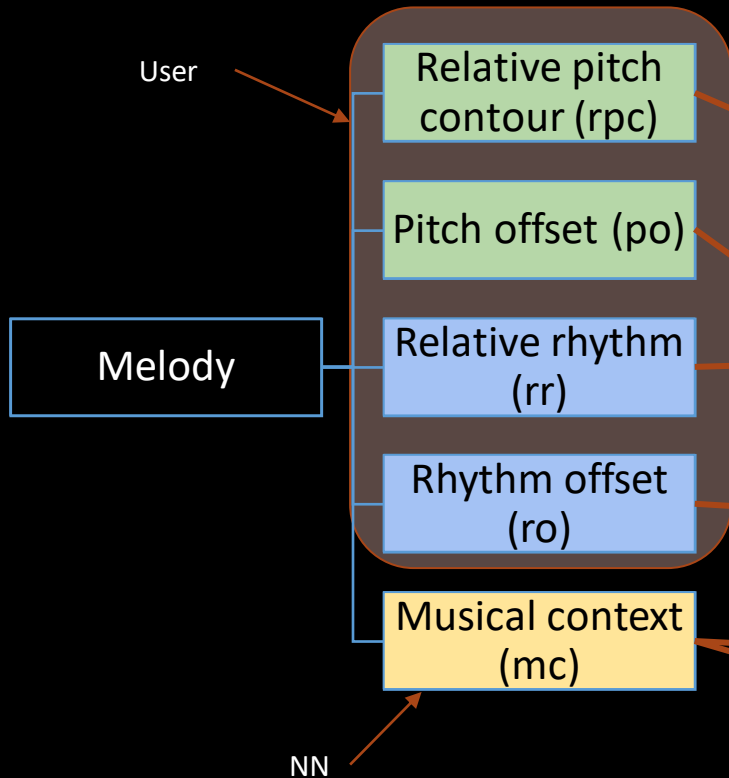 User
Relative pitch
contour (rpc)
Pitch offset (po)
Melody
Relative rhythm
(rr)
Rhythm offset
(ro)
Musical context
(mc)
NN